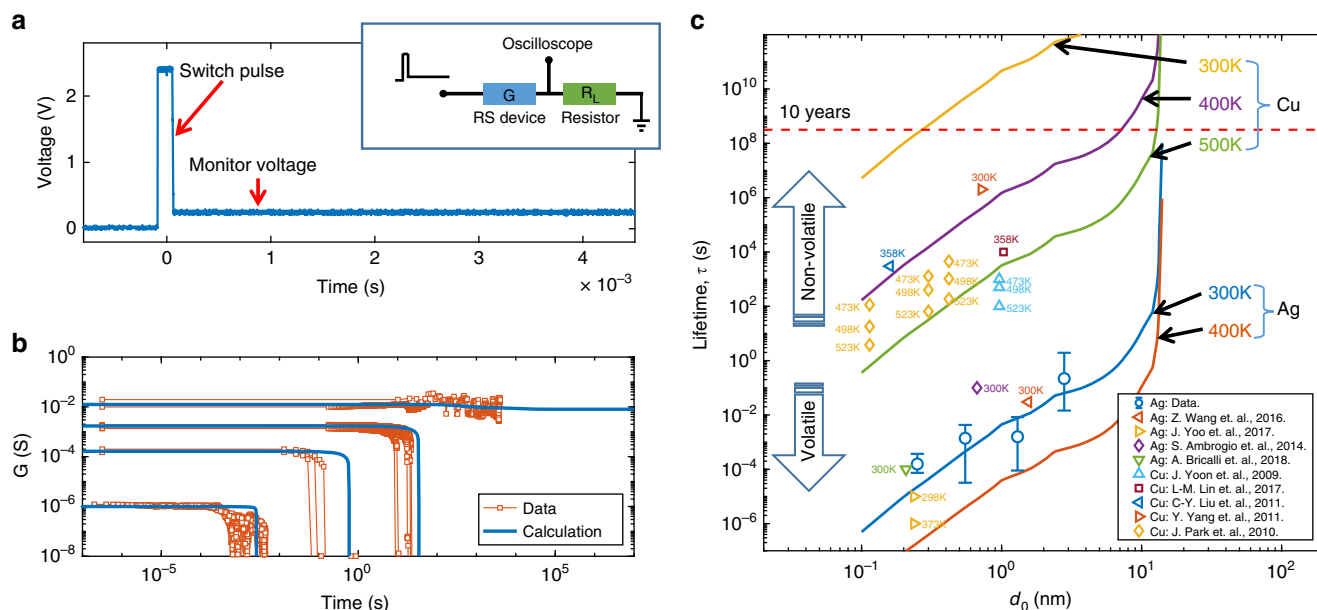 a
Voltage (V)
2
1
0
Switch pulse
Monitor voltage
Oscilloscope
G
R_L
RS device
Resistor
0
1
2
3
4
× 10⁻³
Time (s)
b
G (S)
10⁰
10⁻²
10⁻⁴
10⁻⁶
10⁻⁸
Data
Calculation
10⁻⁵
10⁰
10⁵
Time (s)
c
Lifetime, τ (s)
10¹⁰
10⁸
10⁶
10⁴
10²
10⁰
10⁻²
10⁻⁴
10⁻⁶
10 years
Non-volatile
Volatile
300K
400K
500K
Cu
300K
400K
Ag
300K
358K
358K
473K
473K
473K
473K
498K
498K
498K
498K
523K
523K
523K
523K
300K
300K
300K
298K
373K
Ag: Data.
Ag: Z. Wang et al., 2016.
Ag: J. Yoo et al., 2017.
Ag: S. Ambrogio et al., 2014.
Ag: A. Bricalli et al., 2018.
Cu: J. Yoon et al., 2009.
Cu: L-M. Lin et al., 2017.
Cu: C-Y. Liu et al., 2011.
Cu: Y. Yang et al., 2011.
Cu: J. Park et. al., 2010.
10⁻¹
10⁰
10¹
10²
d₀ (nm)